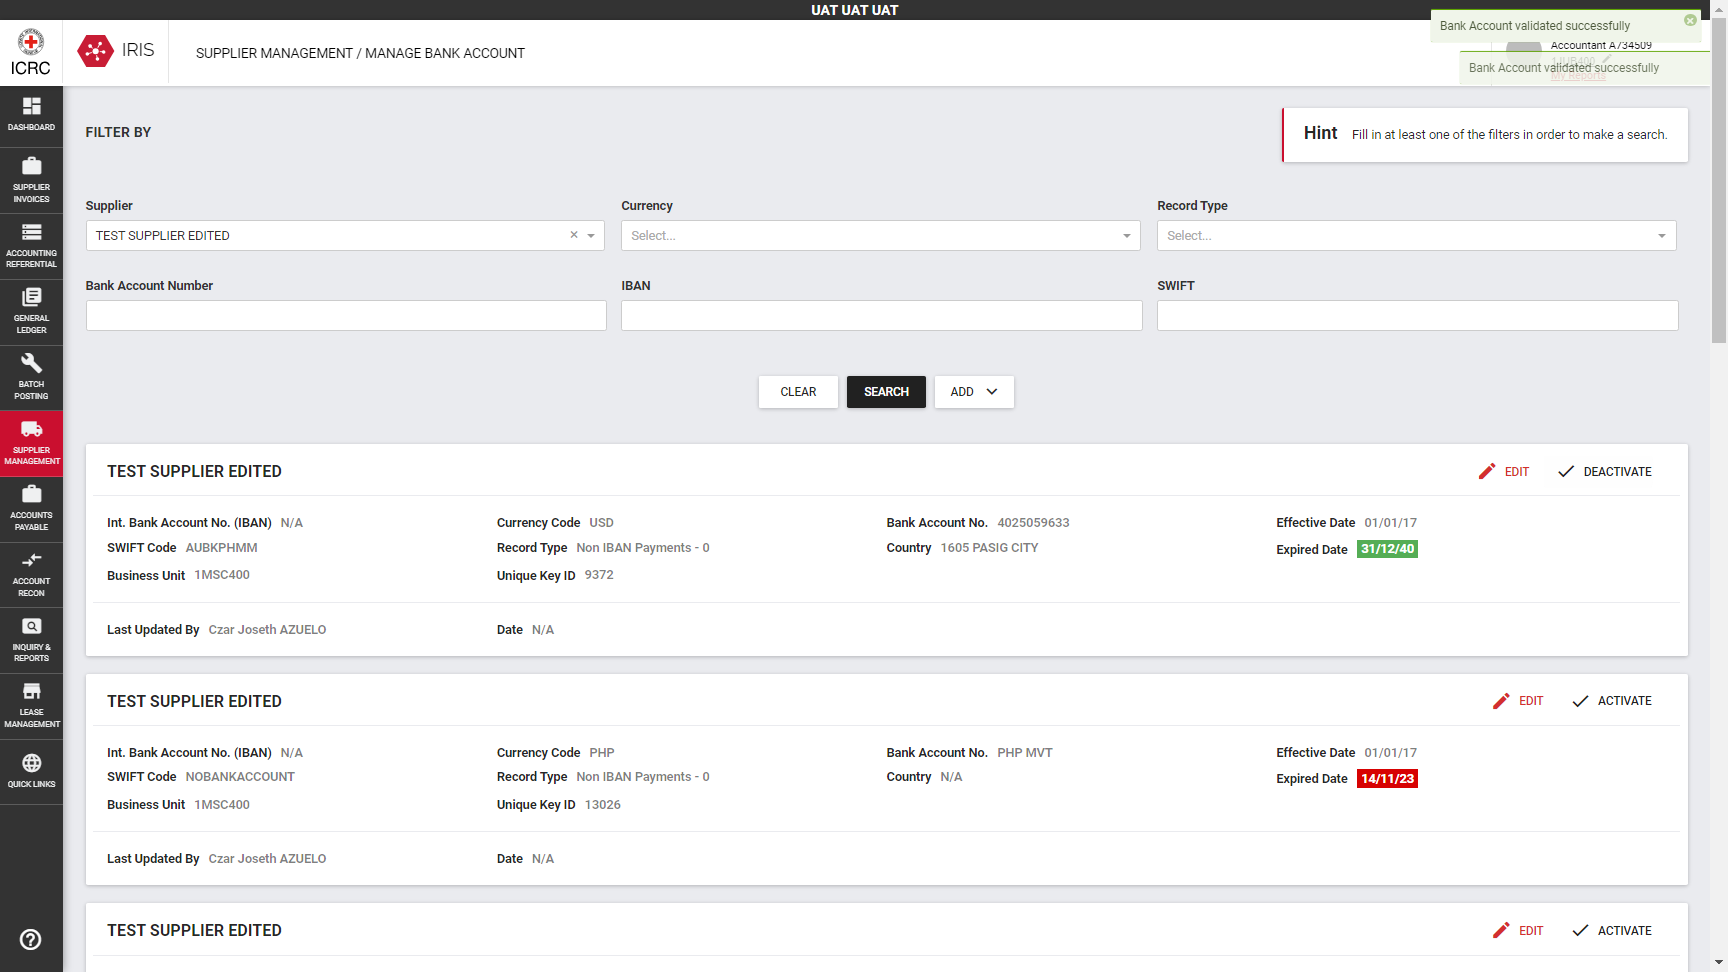 UAT UAT UAT
Bank Account validated successfully
Accountant A734509
Bank Account validated successfully
My Reports
ICRC
IRIS
SUPPLIER MANAGEMENT / MANAGE BANK ACCOUNT
DASHBOARD
SUPPLIER
INVOICES
ACCOUNTING
REFERENTIAL
GENERAL
LEDGER
BATCH
POSTING
SUPPLIER
MANAGEMENT
ACCOUNTS
PAYABLE
ACCOUNT
RECON
INQUIRY &
REPORTS
LEASE
MANAGEMENT
QUICK LINKS
FILTER BY
Hint Fill in at least one of the filters in order to make a search.
Supplier Currency Record Type
TEST SUPPLIER EDITED Select... Select...
Bank Account Number IBAN SWIFT
CLEAR SEARCH ADD
TEST SUPPLIER EDITED EDIT DEACTIVATE
Int. Bank Account No. (IBAN) N/A Currency Code USD Bank Account No. 4025059633 Effective Date 01/01/17
SWIFT Code AUBKPHMM Record Type Non IBAN Payments - 0 Country 1605 PASIG CITY Expired Date 31/12/40
Business Unit 1MSC400 Unique Key ID 9372
Last Updated By Czar Joseth AZUELO Date N/A
TEST SUPPLIER EDITED EDIT ACTIVATE
Int. Bank Account No. (IBAN) N/A Currency Code PHP Bank Account No. PHP MVT Effective Date 01/01/17
SWIFT Code NOBANKACCOUNT Record Type Non IBAN Payments - 0 Country N/A Expired Date 14/11/23
Business Unit 1MSC400 Unique Key ID 13026
Last Updated By Czar Joseth AZUELO Date N/A
TEST SUPPLIER EDITED EDIT ACTIVATE